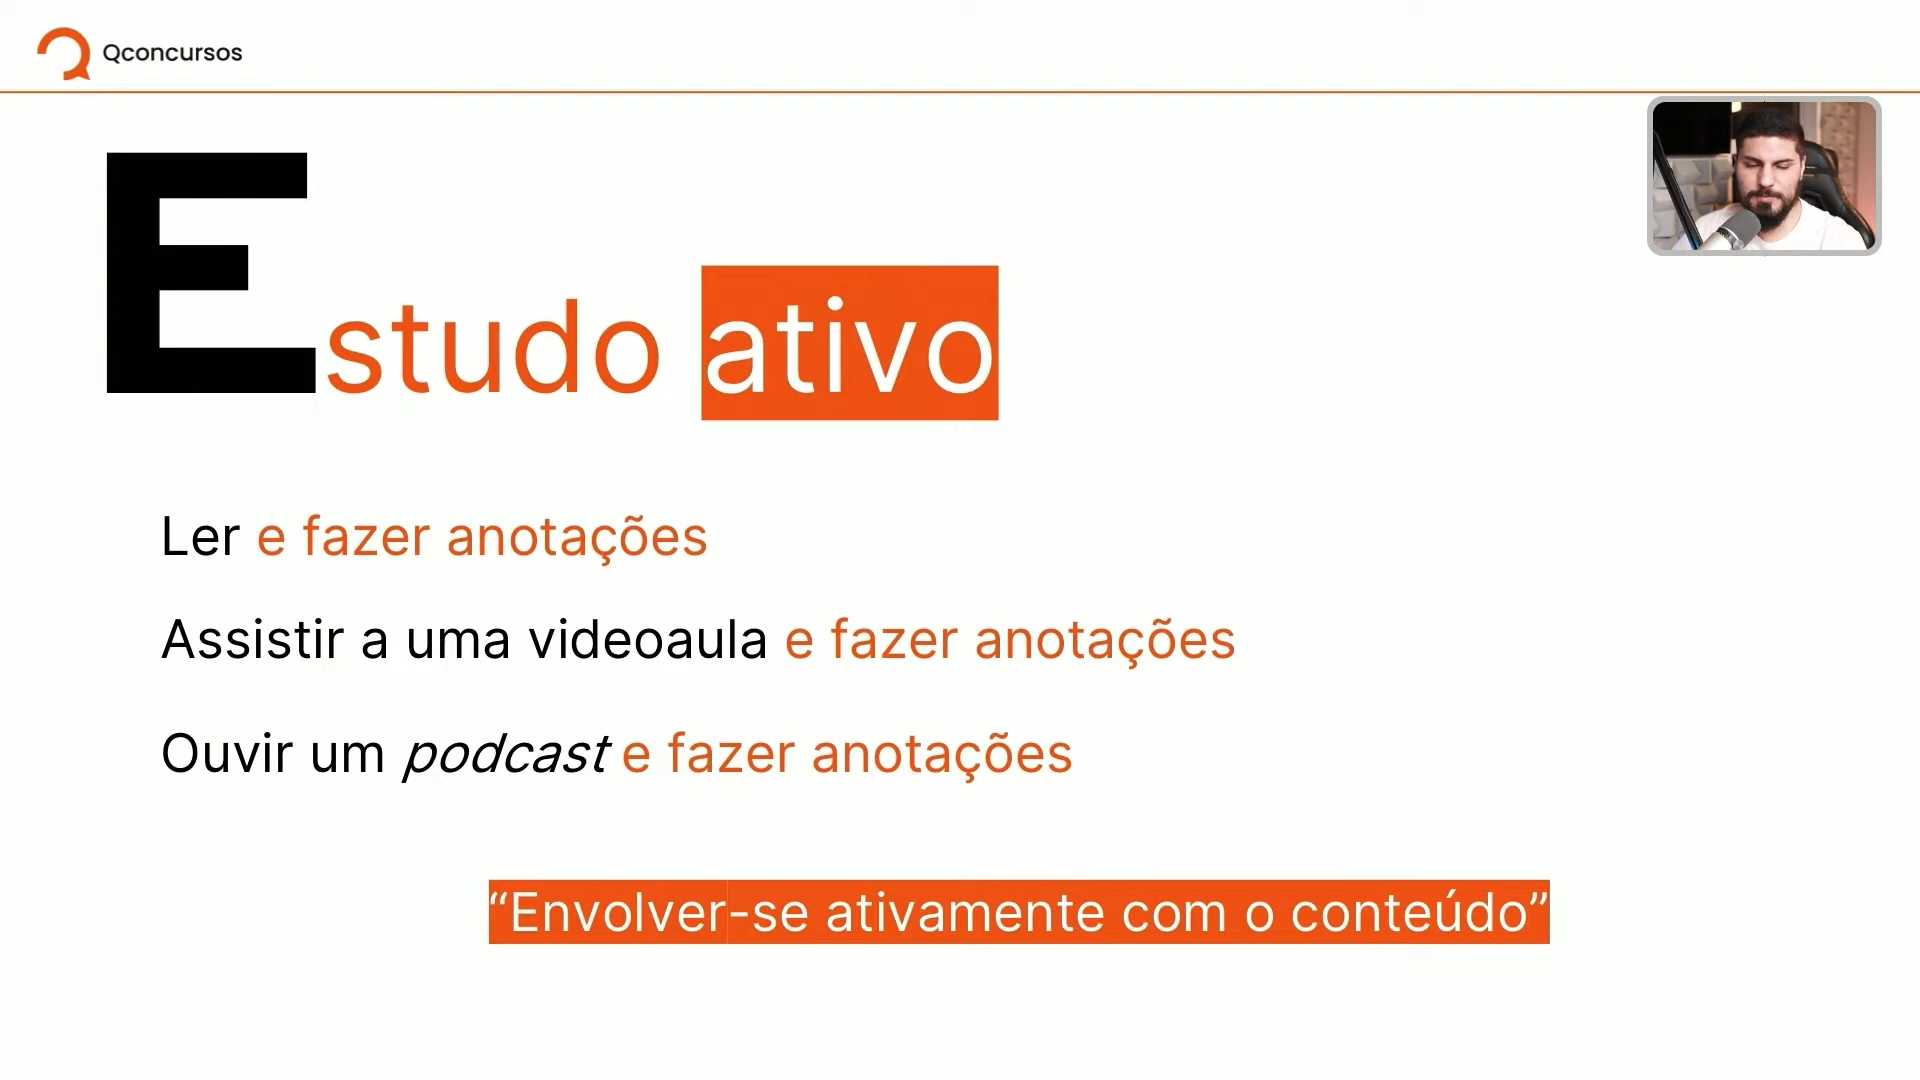 Qconcursos
Estudo ativo
Ler e fazer anotações
Assistir a uma videoaula e fazer anotações
Ouvir um podcast e fazer anotações
“Envolver-se ativamente com o conteúdo”